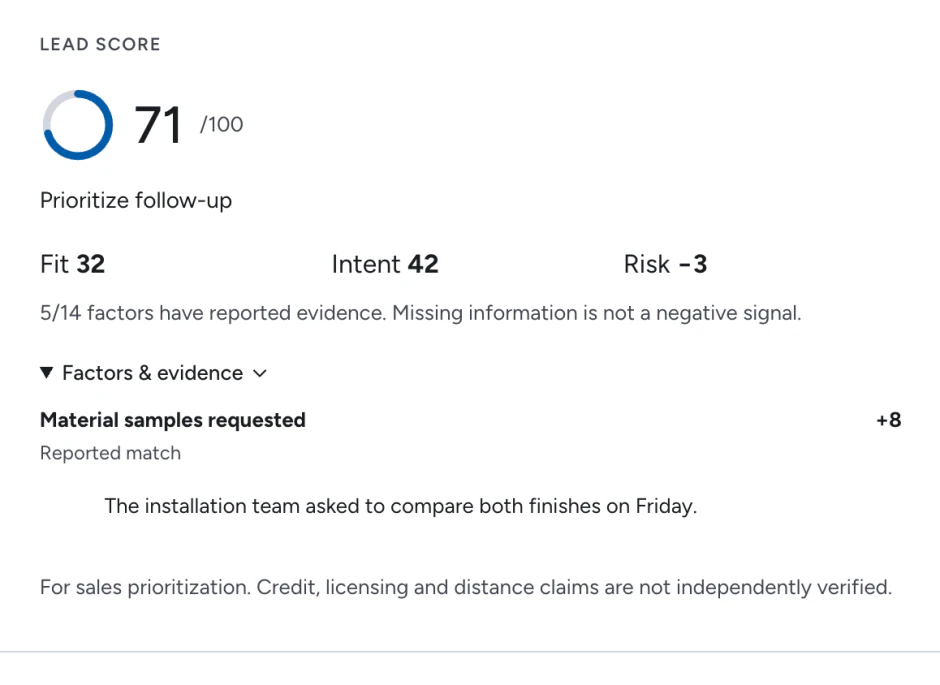 LEAD SCORE
71 /100
Prioritize follow-up
Fit 32 Intent 42 Risk −3
5/14 factors have reported evidence. Missing information is not a negative signal.
▼ Factors & evidence
Material samples requested +8
Reported match
The installation team asked to compare both finishes on Friday.
For sales prioritization. Credit, licensing and distance claims are not independently verified.